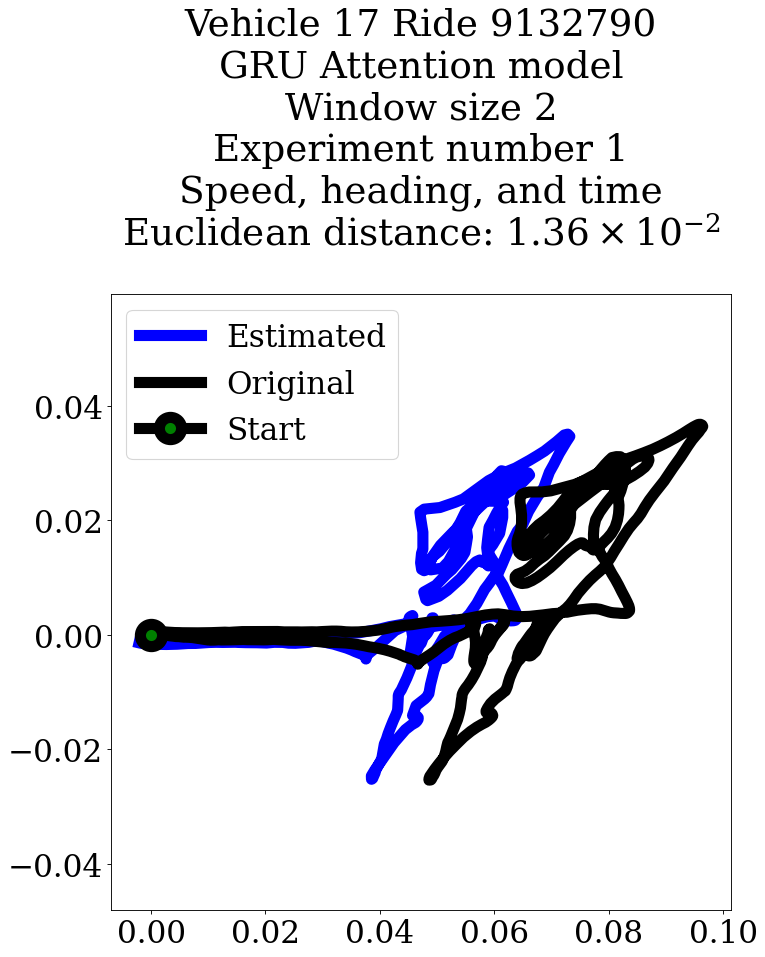 Vehicle 17 Ride 9132790
GRU Attention model
Window size 2
Experiment number 1
Speed, heading, and time
Euclidean distance: 1.36 × 10⁻²
Estimated
Original
Start
0.04
0.02
0.00
−0.02
−0.04
0.00 0.02 0.04 0.06 0.08 0.10